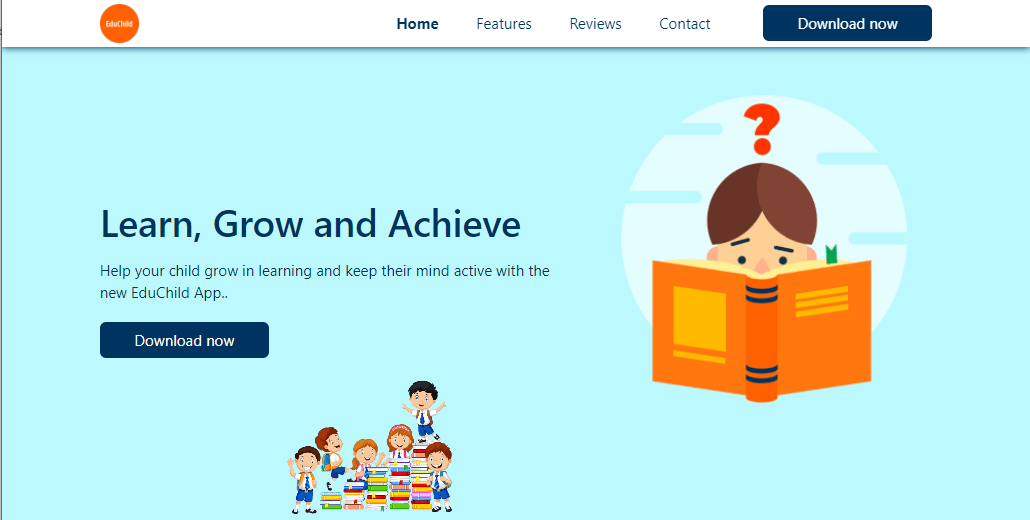 EduChild
Home Features Reviews Contact Download now
?
Learn, Grow and Achieve
Help your child grow in learning and keep their mind active with the
new EduChild App..
Download now